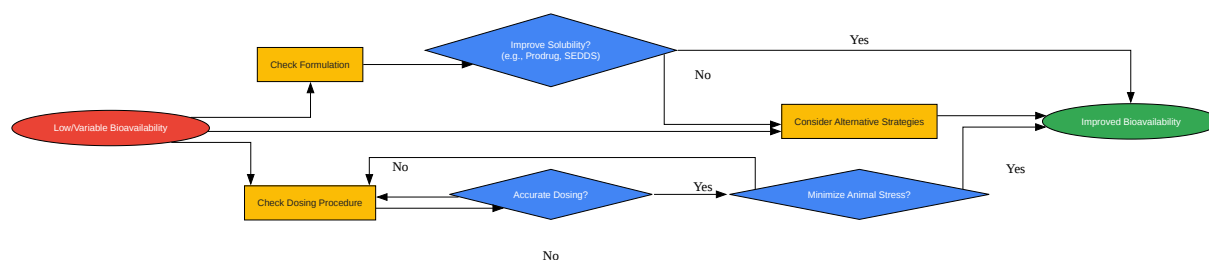 Improve Solubility?
(e.g., Prodrug, SEDDS)
Yes
Check Formulation
No
Low/Variable Bioavailability
Consider Alternative Strategies
Improved Bioavailability
No
Yes
Check Dosing Procedure
Accurate Dosing?
Yes
Minimize Animal Stress?
No